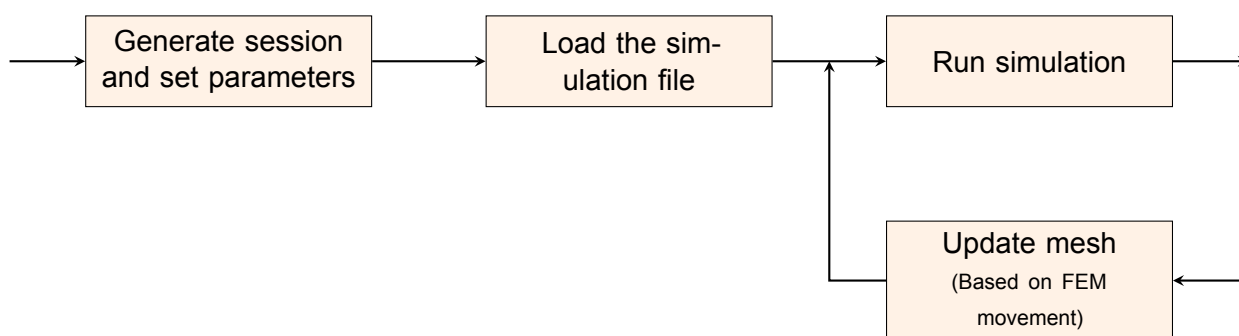 Generate session
and set parameters
Load the sim-
ulation file
Run simulation
Update mesh
(Based on FEM
movement)